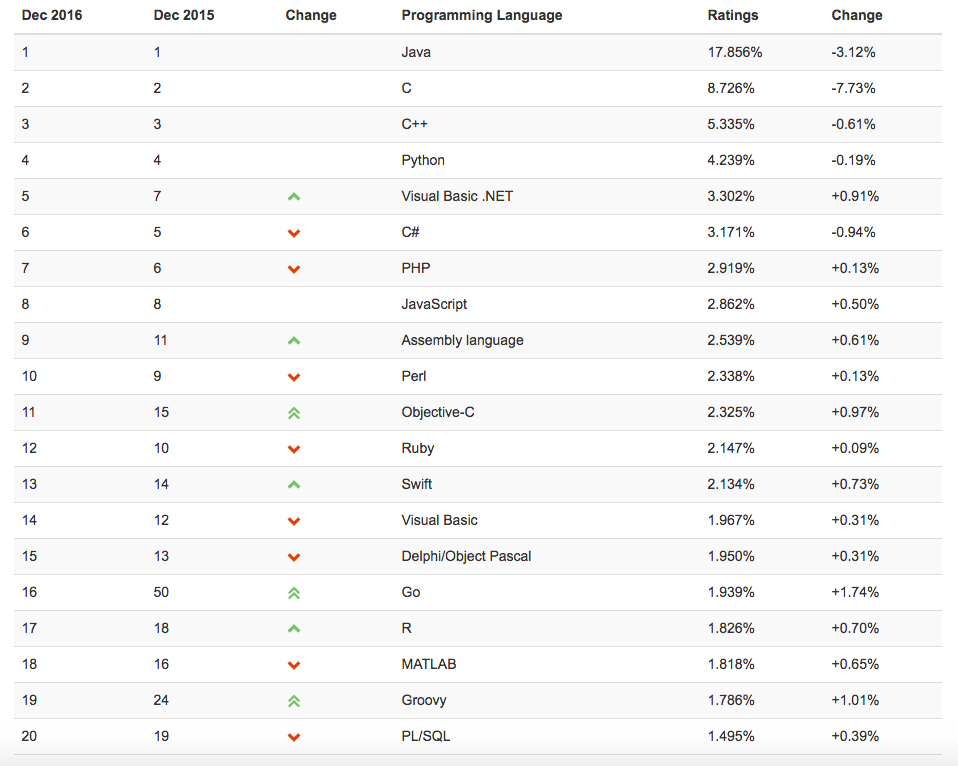 Dec 2016 Dec 2015 Change Programming Language Ratings Change
1 1 Java 17.856% -3.12%
2 2 C 8.726% -7.73%
3 3 C++ 5.335% -0.61%
4 4 Python 4.239% -0.19%
5 7 Visual Basic .NET 3.302% +0.91%
6 5 C# 3.171% -0.94%
7 6 PHP 2.919% +0.13%
8 8 JavaScript 2.862% +0.50%
9 11 Assembly language 2.539% +0.61%
10 9 Perl 2.338% +0.13%
11 15 Objective-C 2.325% +0.97%
12 10 Ruby 2.147% +0.09%
13 14 Swift 2.134% +0.73%
14 12 Visual Basic 1.967% +0.31%
15 13 Delphi/Object Pascal 1.950% +0.31%
16 50 Go 1.939% +1.74%
17 18 R 1.826% +0.70%
18 16 MATLAB 1.818% +0.65%
19 24 Groovy 1.786% +1.01%
20 19 PL/SQL 1.495% +0.39%